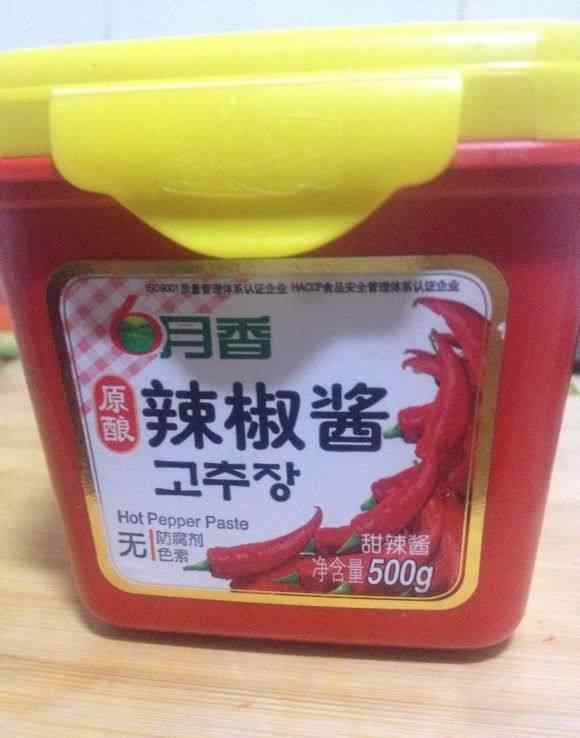 ISO9001质量管理体系认证企业 HACCP食品安全管理体系认证企业
6月香
原酿
辣椒酱
고추장
Hot Pepper Paste
无
防腐剂
色素
甜辣酱
净含量500g